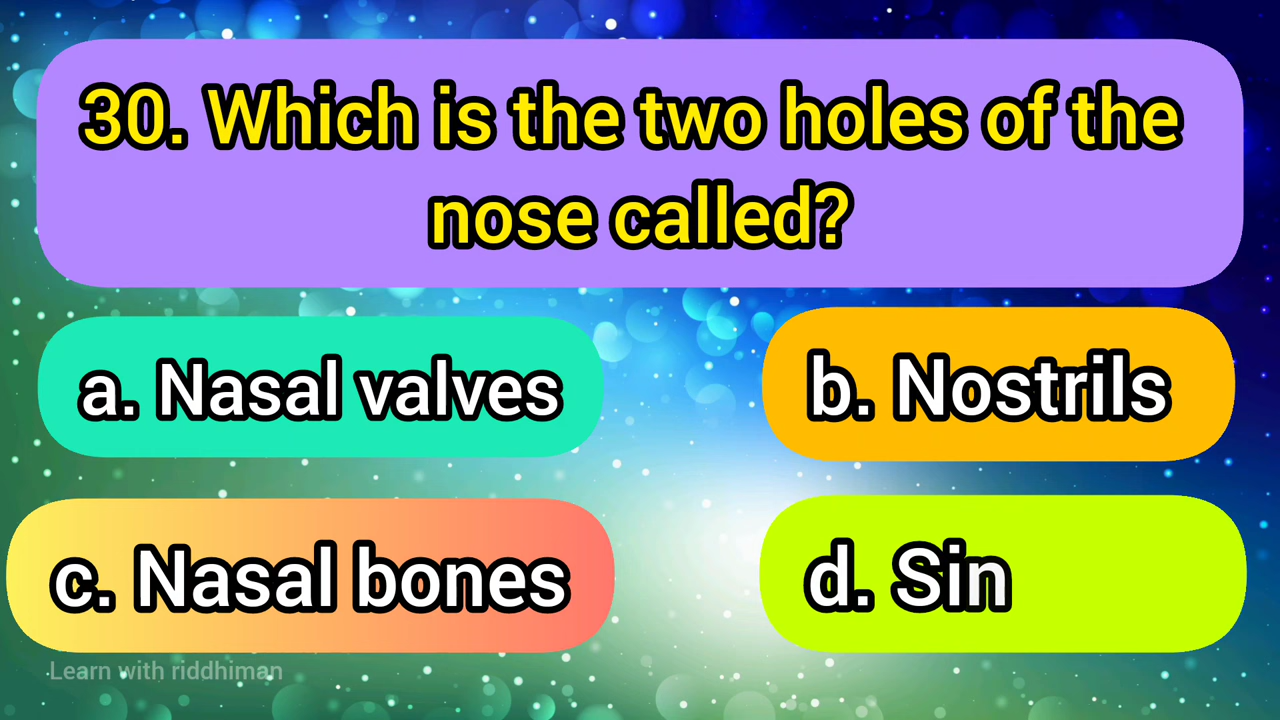 30. Which is the two holes of the
nose called?
a. Nasal valves
b. Nostrils
c. Nasal bones
d. Sin
Learn with riddhiman